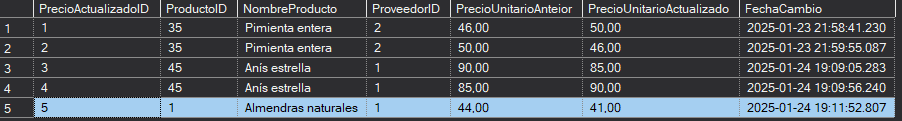 PrecioActualizadoID ProductoID NombreProducto ProveedorID PrecioUnitarioAnteior PrecioUnitarioActualizado FechaCambio
1 1 35 Pimienta entera 2 46,00 50,00 2025-01-23 21:58:41.230
2 2 35 Pimienta entera 2 50,00 46,00 2025-01-23 21:59:55.087
3 3 45 Anís estrella 1 90,00 85,00 2025-01-24 19:09:05.283
4 4 45 Anís estrella 1 85,00 90,00 2025-01-24 19:09:56.240
5 5 1 Almendras naturales 1 44,00 41,00 2025-01-24 19:11:52.807